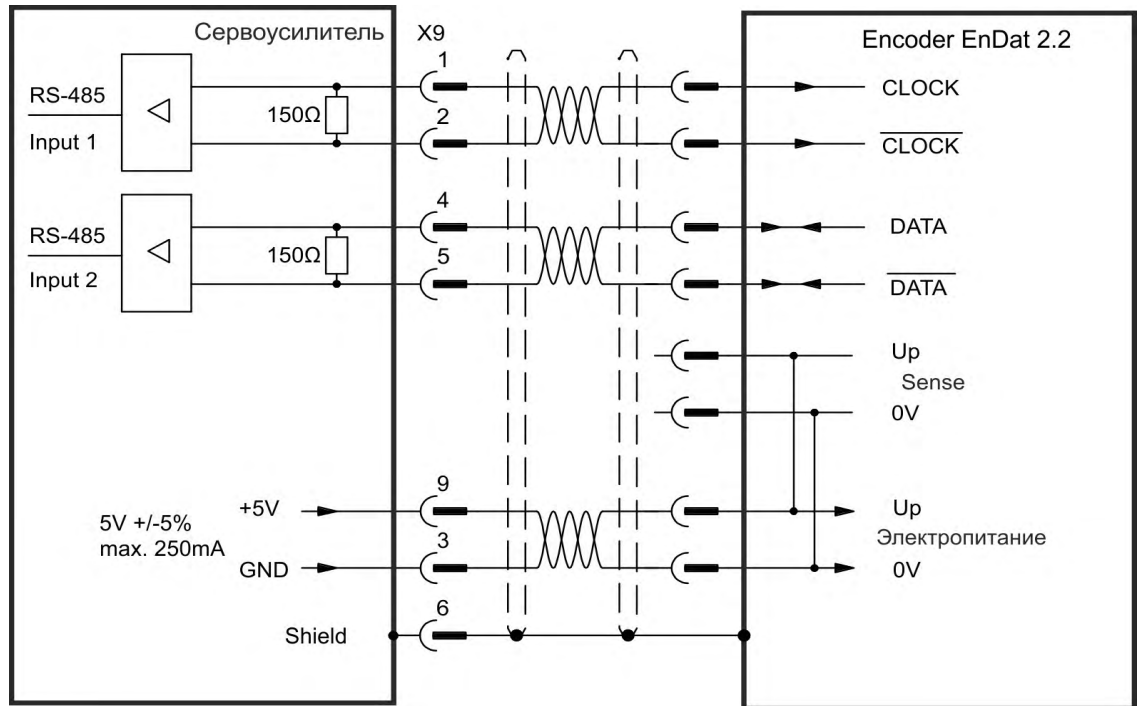 Сервоусилитель
X9
Encoder EnDat 2.2
RS-485
Input 1
150Ω
1
2
CLOCK
CLOCK
RS-485
Input 2
150Ω
4
5
DATA
DATA
Up
Sense
0V
5V +/-5%
max. 250mA
+5V
GND
9
3
Up
Электропитание
0V
Shield
6